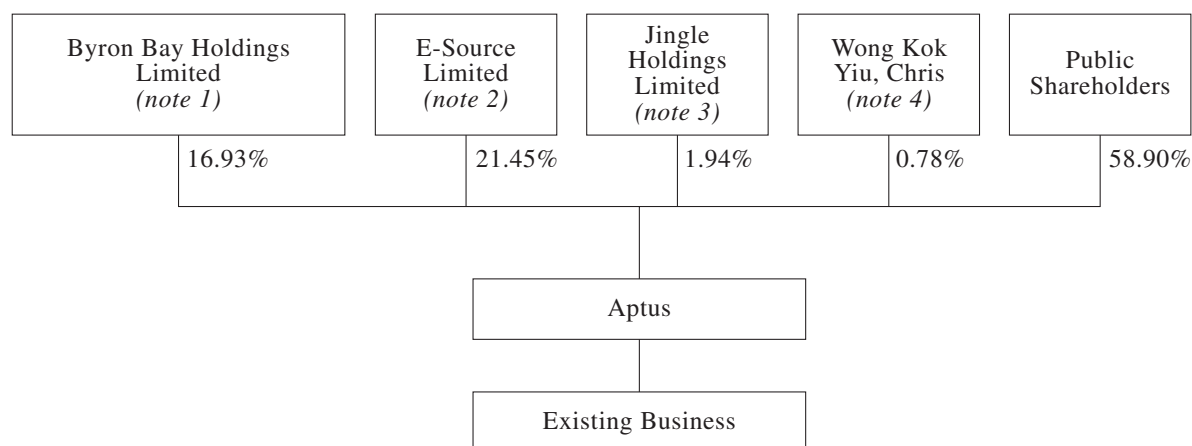 Byron Bay Holdings
Limited
(note 1)
E-Source
Limited
(note 2)
Jingle
Holdings
Limited
(note 3)
Wong Kok
Yiu, Chris
(note 4)
Public
Shareholders
16.93%
21.45%
1.94%
0.78%
58.90%
Aptus
Existing Business